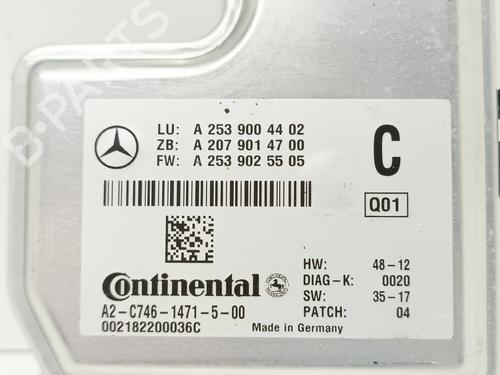 LU: A 253 900 44 02
ZB: A 207 901 47 00
FW: A 253 902 55 05
C
Q01
Continental
HW: 48-12
DIAG-K: 0020
SW: 35-17
PATCH: 04
A2-C746-1471-5-00
002182200036C
Made in Germany
B-PARTS